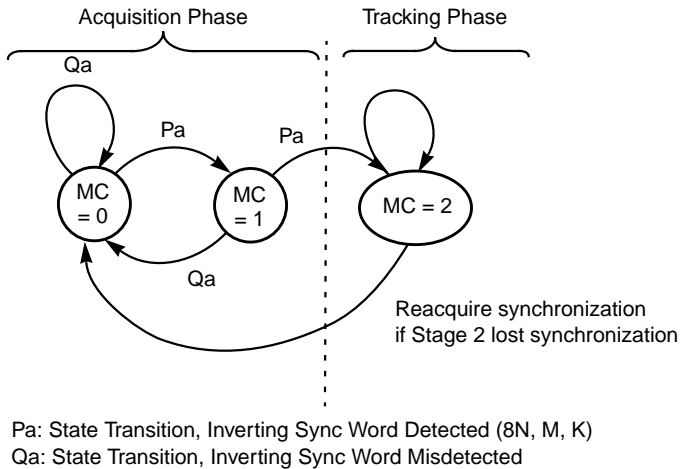 Acquisition Phase
Tracking Phase
Qa
Pa
Pa
MC
= 0
MC
= 1
MC = 2
Qa
Reacquire synchronization
if Stage 2 lost synchronization
Pa: State Transition, Inverting Sync Word Detected (8N, M, K)
Qa: State Transition, Inverting Sync Word Misdetected